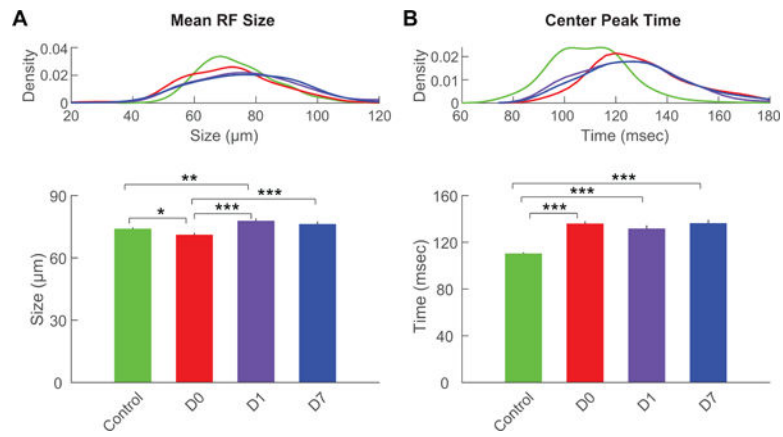 A
Mean RF Size
Density
0.04
0.02
0
20 40 60 80 100 120
Size (μm)
** 
***
* ***
Size (μm)
90
60
30
0
Control D0 D1 D7
B
Center Peak Time
Density
0.02
0.01
0
60 80 100 120 140 160 180
Time (msec)
***
***
***
Time (msec)
160
120
80
40
0
Control D0 D1 D7